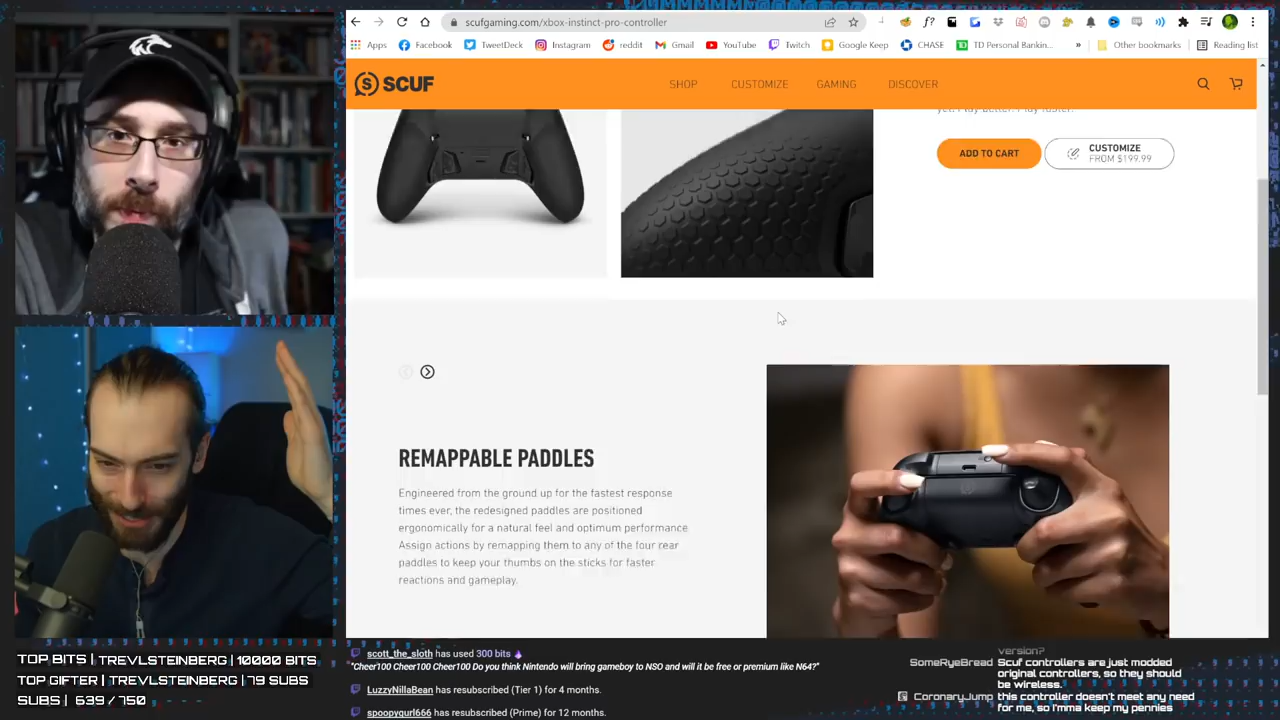 scufgaming.com/xbox-instinct-pro-controller
Apps Facebook TweetDeck Instagram reddit Gmail YouTube Twitch Google Keep CHASE TD Personal Bankin... » Other bookmarks Reading list
SCUF SHOP CUSTOMIZE GAMING DISCOVER
yet. Play better. Play faster.
ADD TO CART
CUSTOMIZE
FROM $199.99
REMAPPABLE PADDLES
Engineered from the ground up for the fastest response
times ever, the redesigned paddles are positioned
ergonomically for a natural feel and optimum performance
Assign actions by remapping them to any of the four rear
paddles to keep your thumbs on the sticks for faster
reactions and gameplay.
TOP BITS | TREVLSTEINBERG | 10000 BITS
TOP GIFTER | TREVLSTEINBERG | 79 SUBS
SUBS | 639 / 750
scott_the_sloth has used 300 bits
"Cheer100 Cheer100 Cheer100 Do you think Nintendo will bring gameboy to NSO and will it be free or premium like N64?"
LuzzyNillaBean has resubscribed (Tier 1) for 4 months.
spoopygurl666 has resubscribed (Prime) for 12 months.
version?
SomeRyeBread Scuf controllers are just modded
original controllers, so they should
be wireless.
CoronaryJump this controller doesn't meet any need
for me, so I'mma keep my pennies